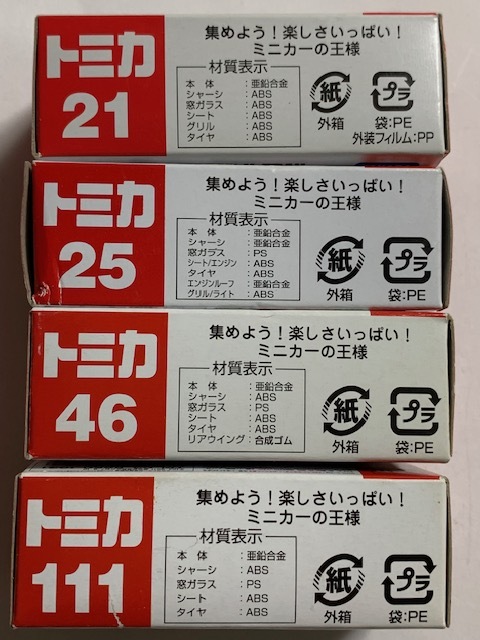 トミカ
21
集めよう！楽しさいっぱい！
ミニカーの王様
材質表示
本　体：亜鉛合金
シャーシ：ABS
窓ガラス：ABS
シート：ABS
グリル：ABS
タイヤ：ABS
紙
外箱
プラ
袋：PE
外装フィルム：PP
トミカ
25
集めよう！楽しさいっぱい！
ミニカーの王様
材質表示
本　体：亜鉛合金
シャーシ：亜鉛合金
窓ガラス：PS
シート/エンジン：ABS
タイヤ：ABS
エンジンルーフ：亜鉛合金
グリル/ライト：ABS
紙
外箱
プラ
袋：PE
トミカ
46
集めよう！楽しさいっぱい！
ミニカーの王様
材質表示
本　体：亜鉛合金
シャーシ：ABS
窓ガラス：PS
シート：ABS
タイヤ：ABS
リアウイング：合成ゴム
紙
外箱
プラ
袋：PE
トミカ
111
集めよう！楽しさいっぱい！
ミニカーの王様
材質表示
本　体：亜鉛合金
シャーシ：ABS
窓ガラス：PS
シート：ABS
タイヤ：ABS
紙
外箱
プラ
袋：PE